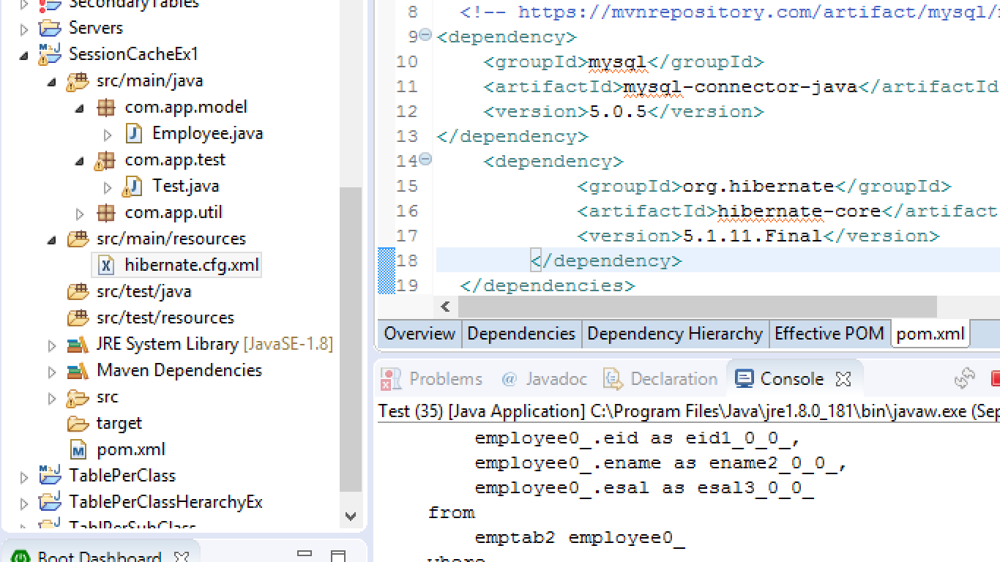 SecondaryTables
Servers
SessionCacheEx1
src/main/java
com.app.model
Employee.java
com.app.test
Test.java
com.app.util
src/main/resources
hibernate.cfg.xml
src/test/java
src/test/resources
JRE System Library [JavaSE-1.8]
Maven Dependencies
src
target
pom.xml
TablePerClass
TablePerClassHerarchyEx
TablPerSubClass
Boot Dashboard
8 <!-- https://mvnrepository.com/artifact/mysql/
9 <dependency>
10 <groupId>mysql</groupId>
11 <artifactId>mysql-connector-java</artifactId
12 <version>5.0.5</version>
13 </dependency>
14 <dependency>
15 <groupId>org.hibernate</groupId>
16 <artifactId>hibernate-core</artifact
17 <version>5.1.11.Final</version>
18 </dependency>
19 </dependencies>
Overview Dependencies Dependency Hierarchy Effective POM pom.xml
Problems @ Javadoc Declaration Console
Test (35) [Java Application] C:\Program Files\Java\jre1.8.0_181\bin\javaw.exe (Sep
employee0_.eid as eid1_0_0_,
employee0_.ename as ename2_0_0_,
employee0_.esal as esal3_0_0_
from
emptab2 employee0_
where